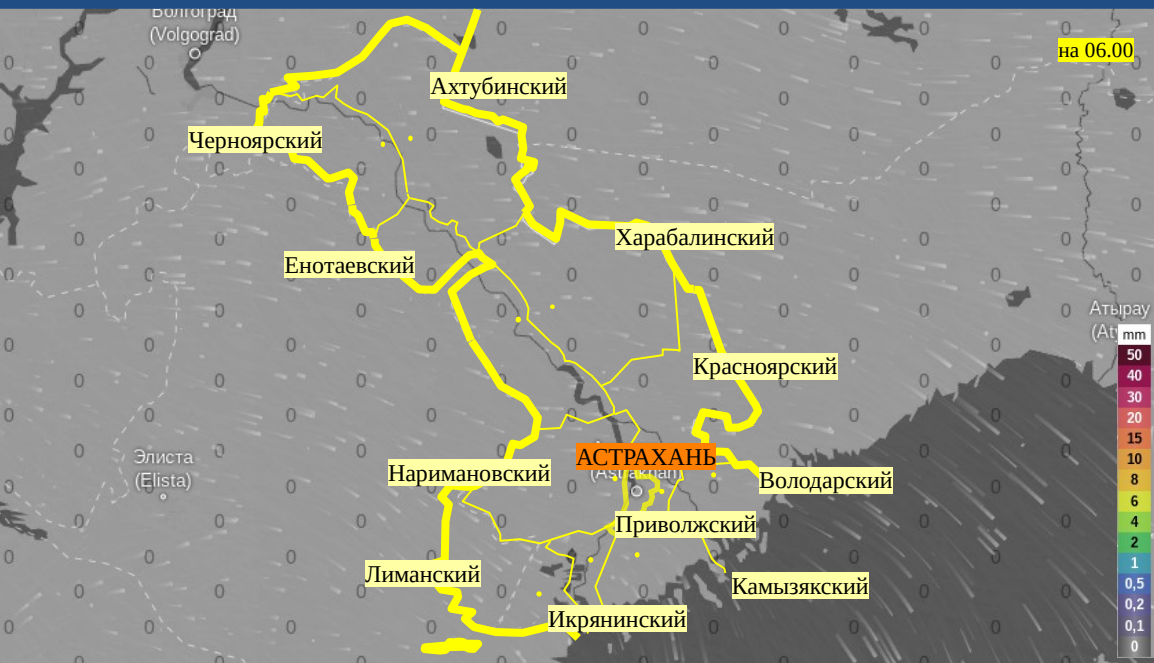 Волгоград
(Volgograd)
на 06.00
Ахтубинский
Черноярский
Харабалинский
Енотаевский
Атырау
mm
50
40
30
20
15
10
8
6
4
2
1
0,5
0,2
0,1
0
Красноярский
АСТРАХАНЬ
(Astrakhan)
Элиста
(Elista)
Наримановский
Володарский
Приволжский
Лиманский
Камызякский
Икрянинский